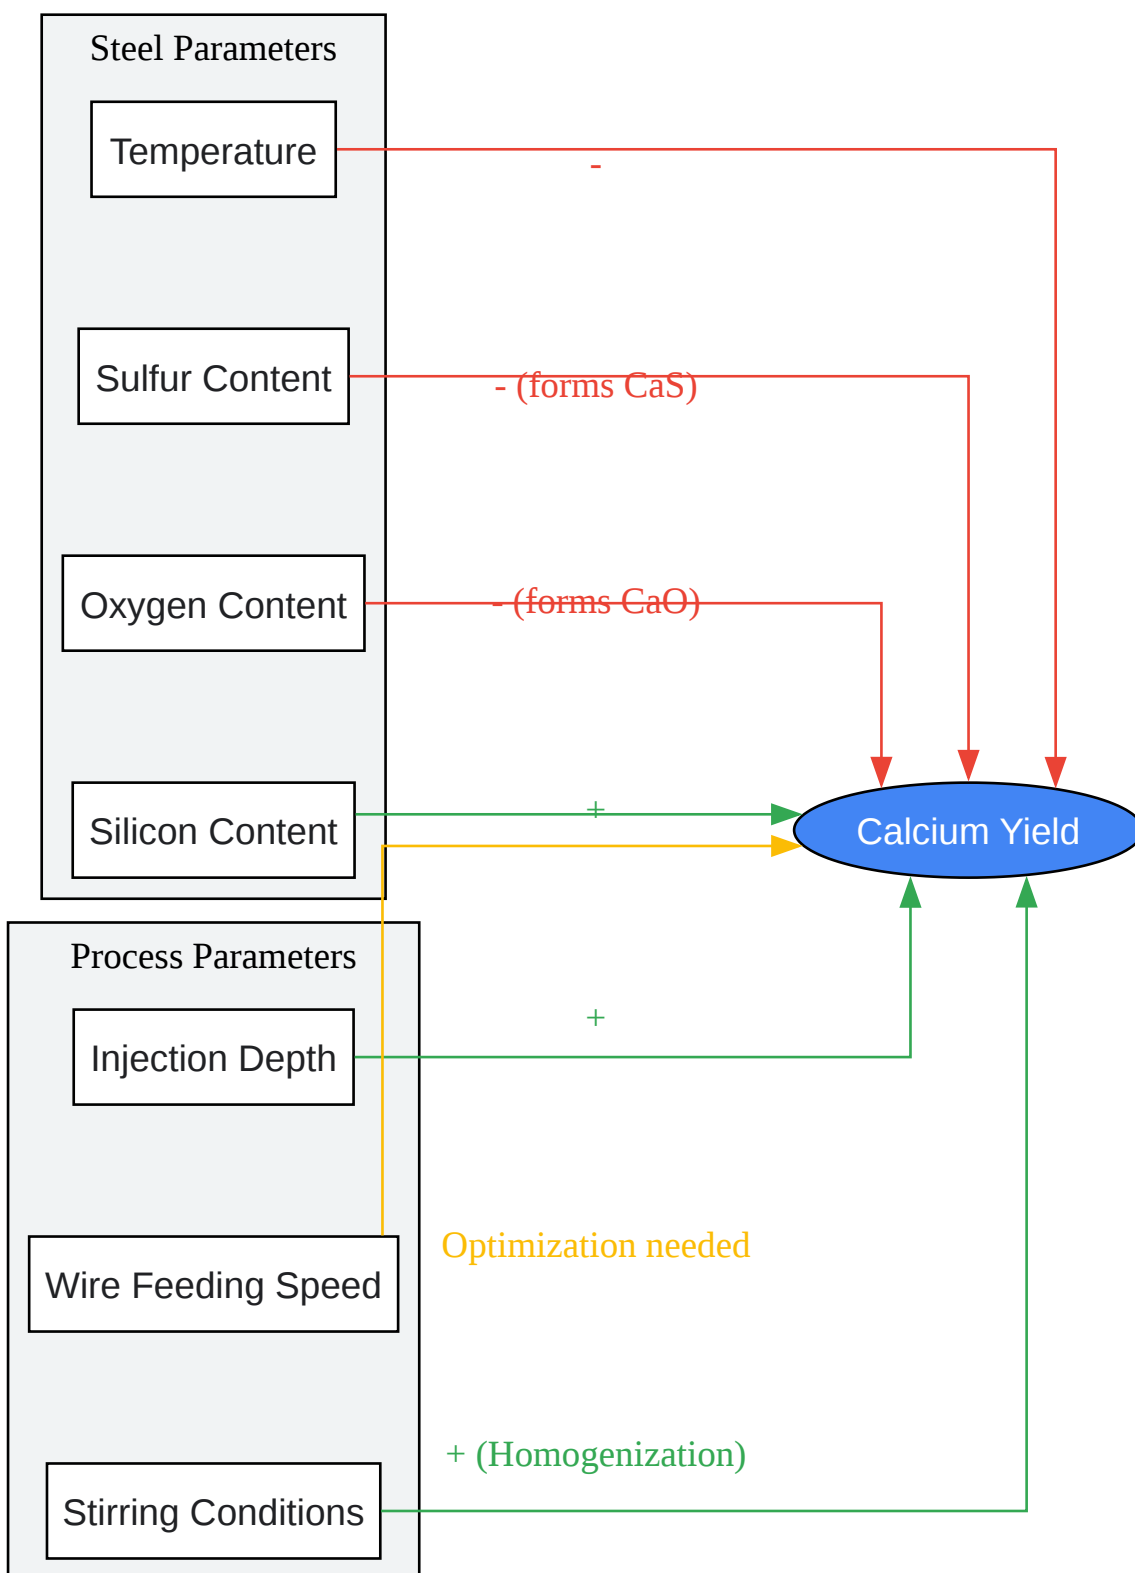 Steel Parameters
Temperature
-
Sulfur Content
- (forms CaS)
Oxygen Content
- (forms CaO)
Silicon Content
+
Calcium Yield
Process Parameters
Injection Depth
+
Wire Feeding Speed
Optimization needed
Stirring Conditions
+ (Homogenization)